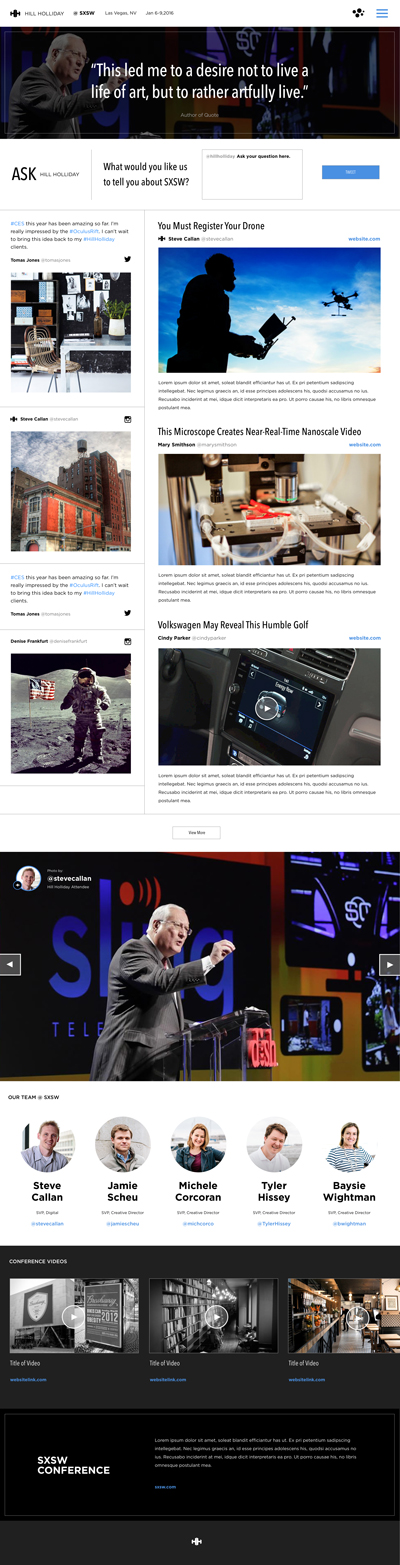 HILL HOLLIDAY @ SXSW Las Vegas, NV Jan 6-9,2016
“This led me to a desire not to live a
life of art, but to rather artfully live.”
Author of Quote
ASK HILL HOLLIDAY
What would you like us
to tell you about SXSW?
@HillHolliday Ask your question here.
TWEET
#CES this year has been amazing so far. I'm
really impressed by the #OculusRift. I can't wait
to bring this idea back to my #HillHolliday
clients.
Tomas Jones @tomasjones
Steve Callan @stevecallan
#CES this year has been amazing so far. I'm
really impressed by the #OculusRift. I can't wait
to bring this idea back to my #HillHolliday
clients.
Tomas Jones @tomasjones
Denise Frankfurt @denisefrankfurt
You Must Register Your Drone
Steve Callan @stevecallan website.com
Lorem ipsum dolor sit amet, soleat blandit efficiantur has ut. Ex pri petentium sadipscing
intellegebat. Nec legimus graecis an, id esse principes adolescens his, quodsi accusamus no ius.
Recusabo inciderint at mei, idque dicit interpretaris ea pro. Ut porro causae his, no libris omnesque
postulant mea.
This Microscope Creates Near-Real-Time Nanoscale Video
Mary Smithson @marysmithson website.com
Lorem ipsum dolor sit amet, soleat blandit efficiantur has ut. Ex pri petentium sadipscing
intellegebat. Nec legimus graecis an, id esse principes adolescens his, quodsi accusamus no ius.
Recusabo inciderint at mei, idque dicit interpretaris ea pro. Ut porro causae his, no libris omnesque
postulant mea.
Volkswagen May Reveal This Humble Golf
Cindy Parker @cindyparker website.com
Energy flow
Lorem ipsum dolor sit amet, soleat blandit efficiantur has ut. Ex pri petentium sadipscing
intellegebat. Nec legimus graecis an, id esse principes adolescens his, quodsi accusamus no ius.
Recusabo inciderint at mei, idque dicit interpretaris ea pro. Ut porro causae his, no libris omnesque
postulant mea.
View More
Photo by:
@stevecallan
Hill Holliday, Attendee
sling
TELE
OUR TEAM @ SXSW
Steve
Callan
SVP, Digital
@stevecallan
Jamie
Scheu
SVP, Creative Director
@jamiescheu
Michele
Corcoran
SVP, Creative Director
@michcorco
Tyler
Hissey
SVP, Creative Director
@TylerHissey
Baysie
Wightman
SVP, Creative Director
@bwightman
CONFERENCE VIDEOS
Title of Video
websitelink.com
Title of Video
websitelink.com
Title of Video
websitelink.com
SXSW
CONFERENCE
Lorem ipsum dolor sit amet, soleat blandit efficiantur has ut. Ex pri petentium sadipscing
intellegebat. Nec legimus graecis an, id esse principes adolescens his, quodsi accusamus no ius.
Recusabo inciderint at mei, idque dicit interpretaris ea pro. Ut porro causae his, no libris
omnesque postulant mea.
sxsw.com